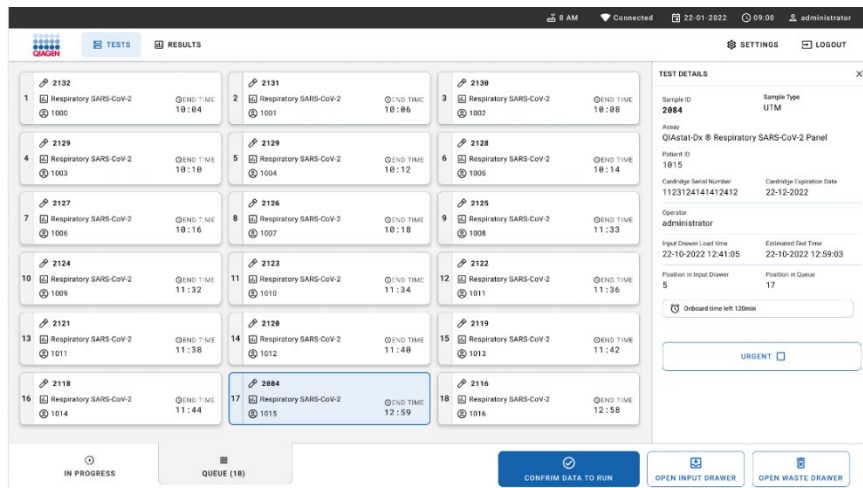 8 AM Connected 22-01-2022 09:00 administrator
QIAGEN TESTS RESULTS SETTINGS LOGOUT
1 2132 Respiratory SARS-CoV-2 1000 END TIME 10:04
2 2131 Respiratory SARS-CoV-2 1001 END TIME 10:06
3 2130 Respiratory SARS-CoV-2 1002 END TIME 10:08
4 2129 Respiratory SARS-CoV-2 1003 END TIME 10:10
5 2129 Respiratory SARS-CoV-2 1004 END TIME 10:12
6 2128 Respiratory SARS-CoV-2 1005 END TIME 10:14
7 2127 Respiratory SARS-CoV-2 1006 END TIME 10:16
8 2126 Respiratory SARS-CoV-2 1007 END TIME 10:18
9 2125 Respiratory SARS-CoV-2 1008 END TIME 11:33
10 2124 Respiratory SARS-CoV-2 1009 END TIME 11:32
11 2123 Respiratory SARS-CoV-2 1010 END TIME 11:34
12 2122 Respiratory SARS-CoV-2 1011 END TIME 11:36
13 2121 Respiratory SARS-CoV-2 1011 END TIME 11:38
14 2120 Respiratory SARS-CoV-2 1012 END TIME 11:40
15 2119 Respiratory SARS-CoV-2 1013 END TIME 11:42
16 2118 Respiratory SARS-CoV-2 1014 END TIME 11:44
17 2084 Respiratory SARS-CoV-2 1015 END TIME 12:59
18 2116 Respiratory SARS-CoV-2 1016 END TIME 12:58
TEST DETAILS
Sample ID Sample Type
2084 UTM
Assay
QIAstat-Dx ® Respiratory SARS-CoV-2 Panel
Patient ID
1015
Cardridge Serial Number Cardridge Expiration Date
1123124141412412 22-12-2022
Operator
administrator
Input Drawer Load time Estimated End Time
22-10-2022 12:41:05 22-10-2022 12:59:03
Position in Input Drawer Position in Queue
5 17
Onboard time left 120min
URGENT
IN PROGRESS QUEUE (18) CONFRIM DATA TO RUN OPEN INPUT DRAWER OPEN WASTE DRAWER